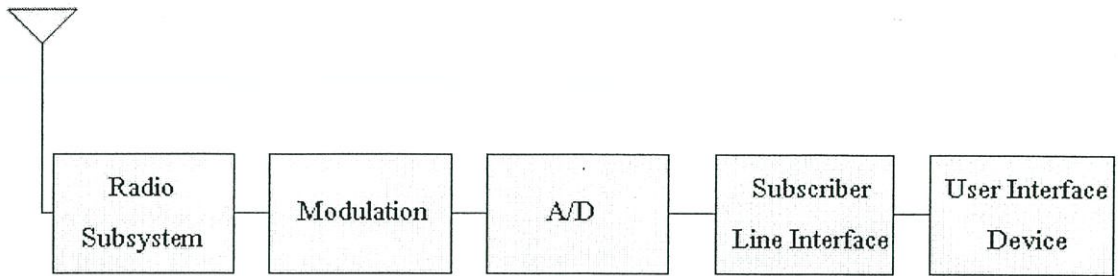 Radio
Subsystem
Modulation
A/D
Subscriber
Line Interface
User Interface
Device